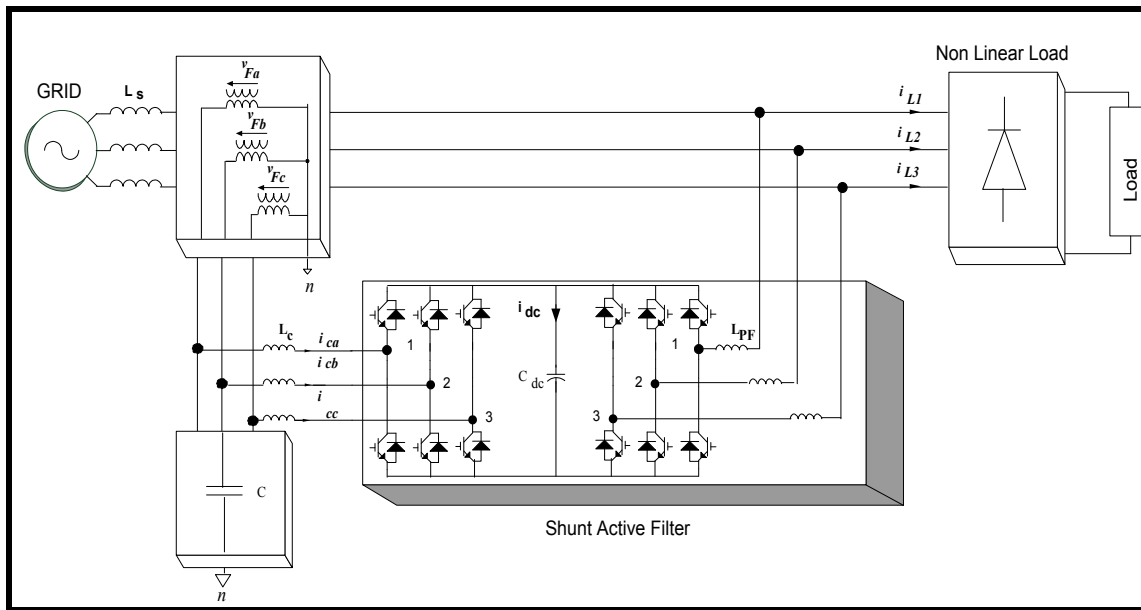 GRID
L s
v Fa
v Fb
v Fc
n
Non Linear Load
i L1
i L2
i L3
Load
L c
i ca
i cb
i
cc
1
2
3
i dc
C dc
1
2
3
L PF
C
n
Shunt Active Filter